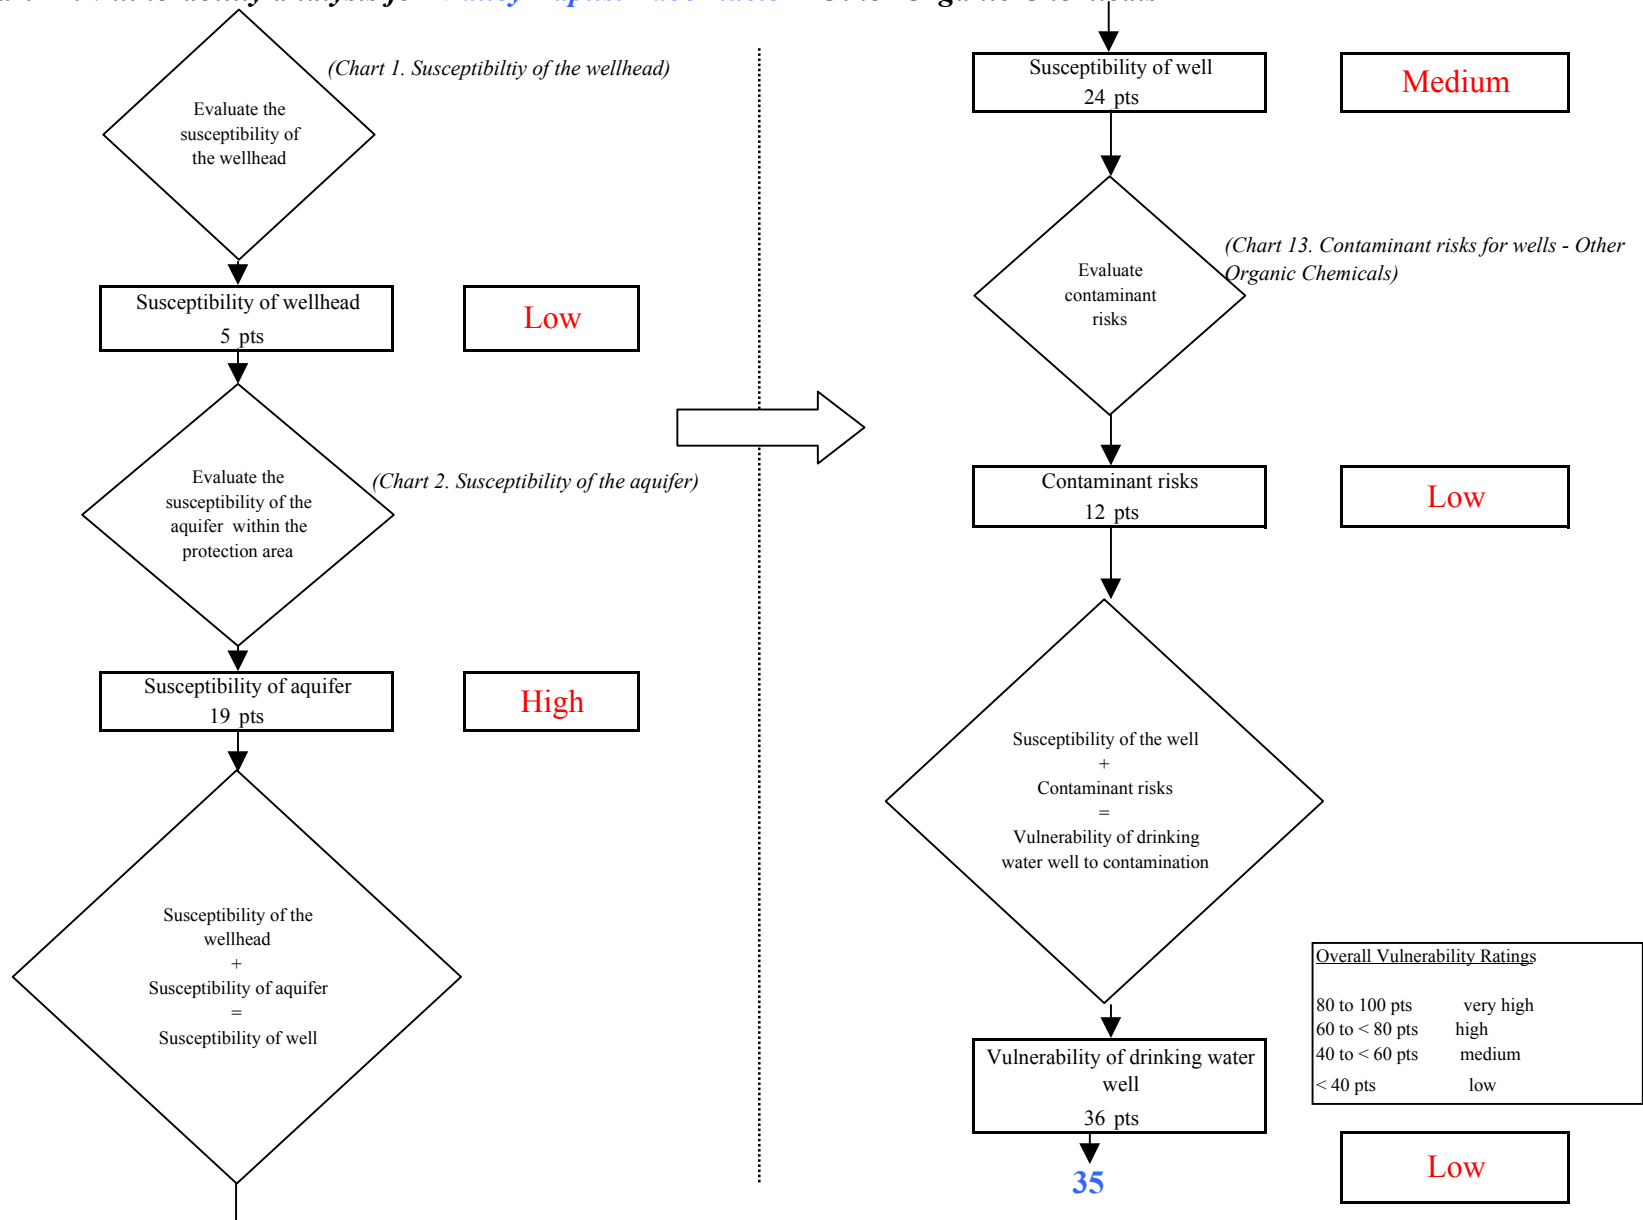 (Chart 1. Susceptibiltiy of the wellhead)
Evaluate the
susceptibility of
the wellhead
Susceptibility of wellhead
5 pts
Low
Evaluate the
susceptibility of the
aquifer within the
protection area
(Chart 2. Susceptibility of the aquifer)
Susceptibility of aquifer
19 pts
High
Susceptibility of the
wellhead
+
Susceptibility of aquifer
=
Susceptibility of well
Susceptibility of well
24 pts
Medium
Evaluate
contaminant
risks
(Chart 13. Contaminant risks for wells - Other
Organic Chemicals)
Contaminant risks
12 pts
Low
Susceptibility of the well
+
Contaminant risks
=
Vulnerability of drinking
water well to contamination
Overall Vulnerability Ratings
80 to 100 pts very high
60 to < 80 pts high
40 to < 60 pts medium
< 40 pts low
Vulnerability of drinking water
well
36 pts
35
Low